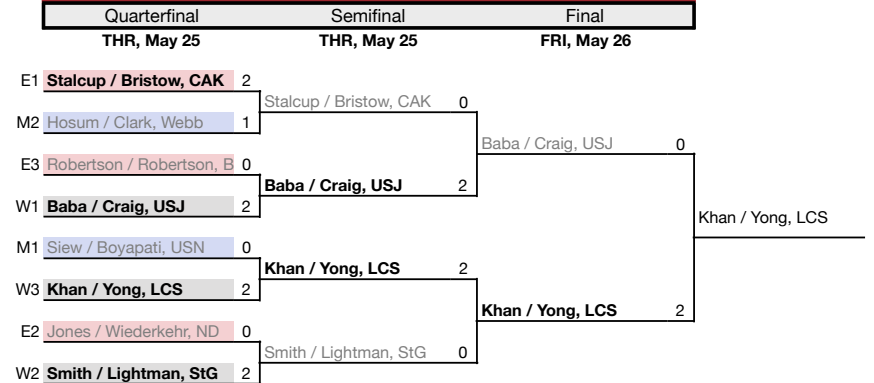 Quarterfinal Semifinal Final
THR, May 25 THR, May 25 FRI, May 26
E1 Stalcup / Bristow, CAK 2
Stalcup / Bristow, CAK 0
M2 Hosum / Clark, Webb 1
Baba / Craig, USJ 0
E3 Robertson / Robertson, B 0
Baba / Craig, USJ 2
W1 Baba / Craig, USJ 2
Khan / Yong, LCS
M1 Siew / Boyapati, USN 0
Khan / Yong, LCS 2
W3 Khan / Yong, LCS 2
Khan / Yong, LCS 2
E2 Jones / Wiederkehr, ND 0
Smith / Lightman, StG 0
W2 Smith / Lightman, StG 2